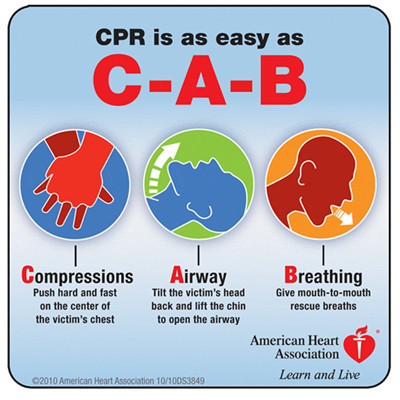 CPR is as easy as
C-A-B
Compressions
Push hard and fast
on the center of
the victim's chest
Airway
Tilt the victim's head
back and lift the chin
to open the airway
Breathing
Give mouth-to-mouth
rescue breaths
American Heart
Association
Learn and Live
©2010 American Heart Association 10/10DS3849